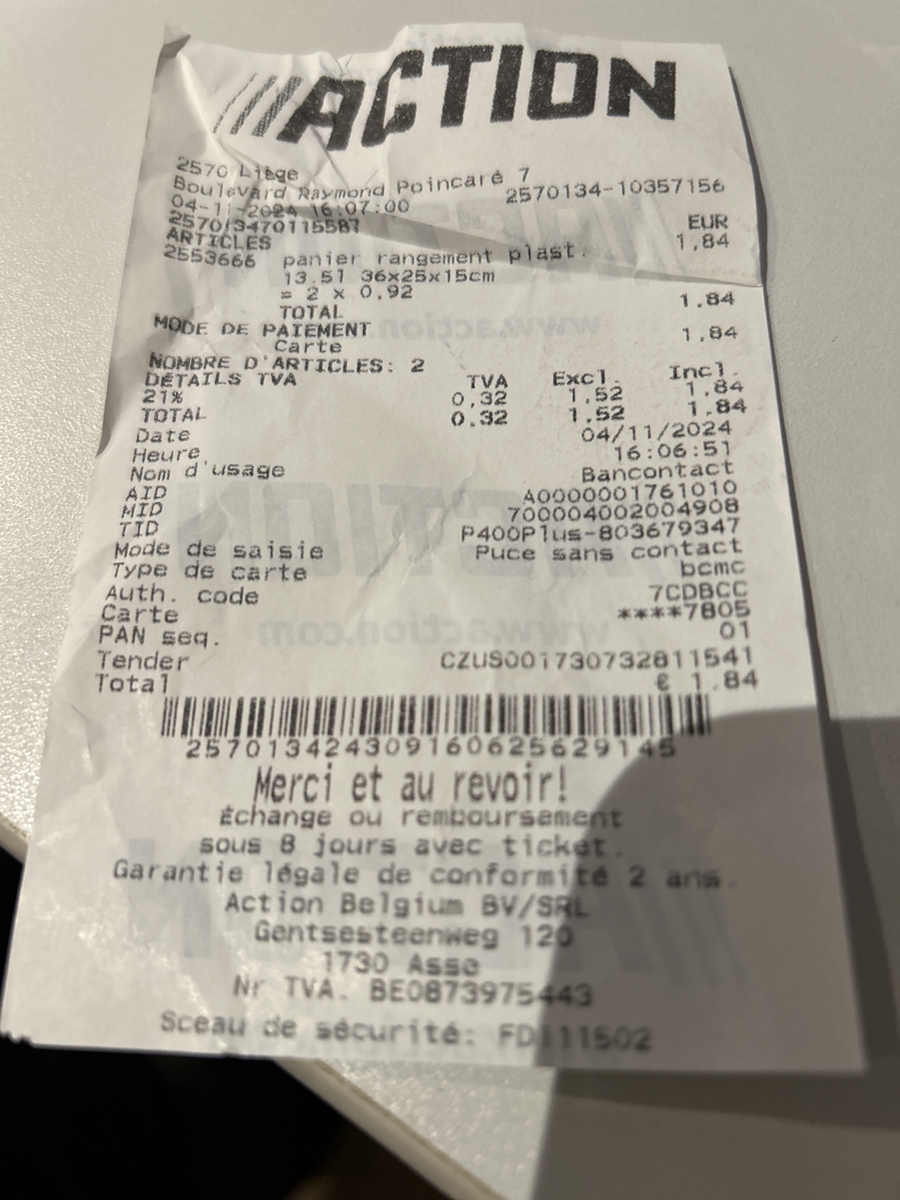 ACTION
2570 Liège
Boulevard Raymond Poincaré 7
2570134-10357156
04-11-2024 16:07:00
EUR
ARTICLES 1,84
2553666 panier rangement plast.
13.51 36x25x15cm
= 2 x 0,92
TOTAL 1,84
MODE DE PAIEMENT
Carte 1,84
NOMBRE D'ARTICLES: 2
DÉTAILS TVA TVA Excl. Incl.
21% 0,32 1,52 1,84
TOTAL 0,32 1,52 1,84
Date 04/11/2024
Heure 16:06:51
Nom d'usage Bancontact
AID A0000001761010
MID 700004002004908
TID P400Plus-803679347
Mode de saisie Puce sans contact
Type de carte bcmc
Auth. code 7CDBCC
Carte ****7805
PAN seq. 01
Tender CZUS001730732811541
Total € 1.84
257013424309160625629145
Merci et au revoir!
Échange ou remboursement
sous 8 jours avec ticket.
Garantie légale de conformité 2 ans.
Action Belgium BV/SRL
Gentsesteenweg 120
1730 Asse
Nr TVA. BE0873975443
Sceau de sécurité: